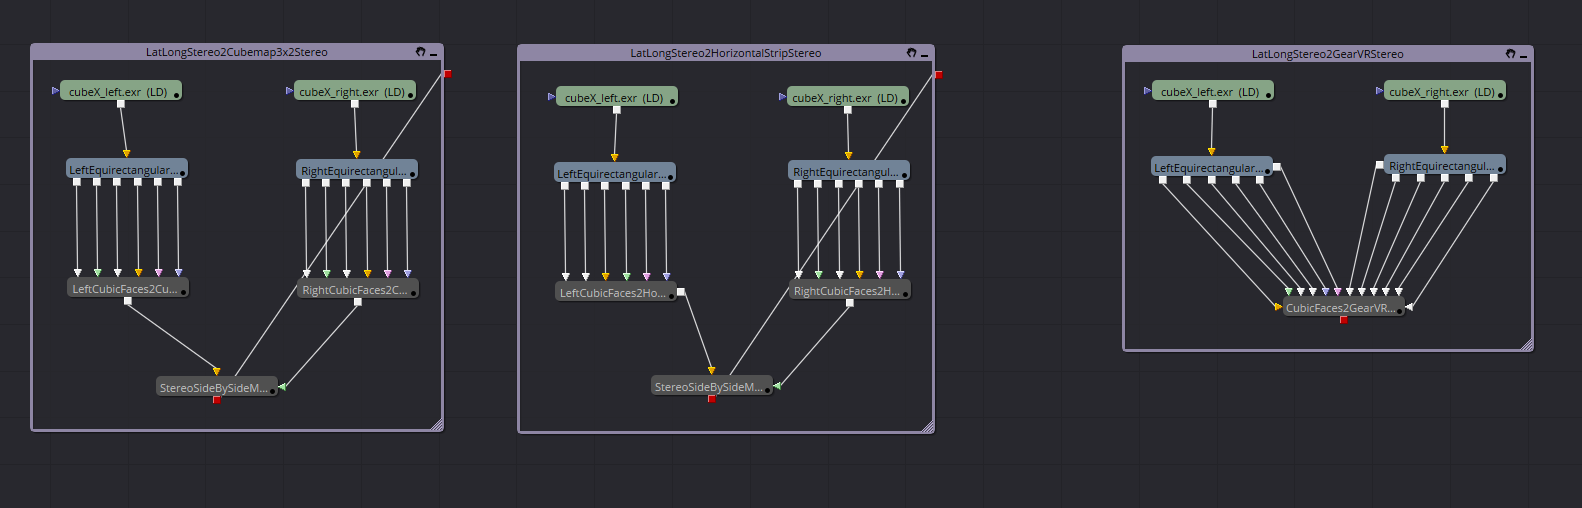 LatLongStereo2Cubemap3x2Stereo
cubeX_left.exr (LD)
cubeX_right.exr (LD)
LeftEquirectangular...
RightEquirectangul...
LeftCubicFaces2Cu...
RightCubicFaces2C...
StereoSideBySideM...
LatLongStereo2HorizontalStripStereo
cubeX_left.exr (LD)
cubeX_right.exr (LD)
LeftEquirectangular...
RightEquirectangul...
LeftCubicFaces2Ho...
RightCubicFaces2H...
StereoSideBySideM...
LatLongStereo2GearVRStereo
cubeX_left.exr (LD)
cubeX_right.exr (LD)
LeftEquirectangular...
RightEquirectangul...
CubicFaces2GearVR...